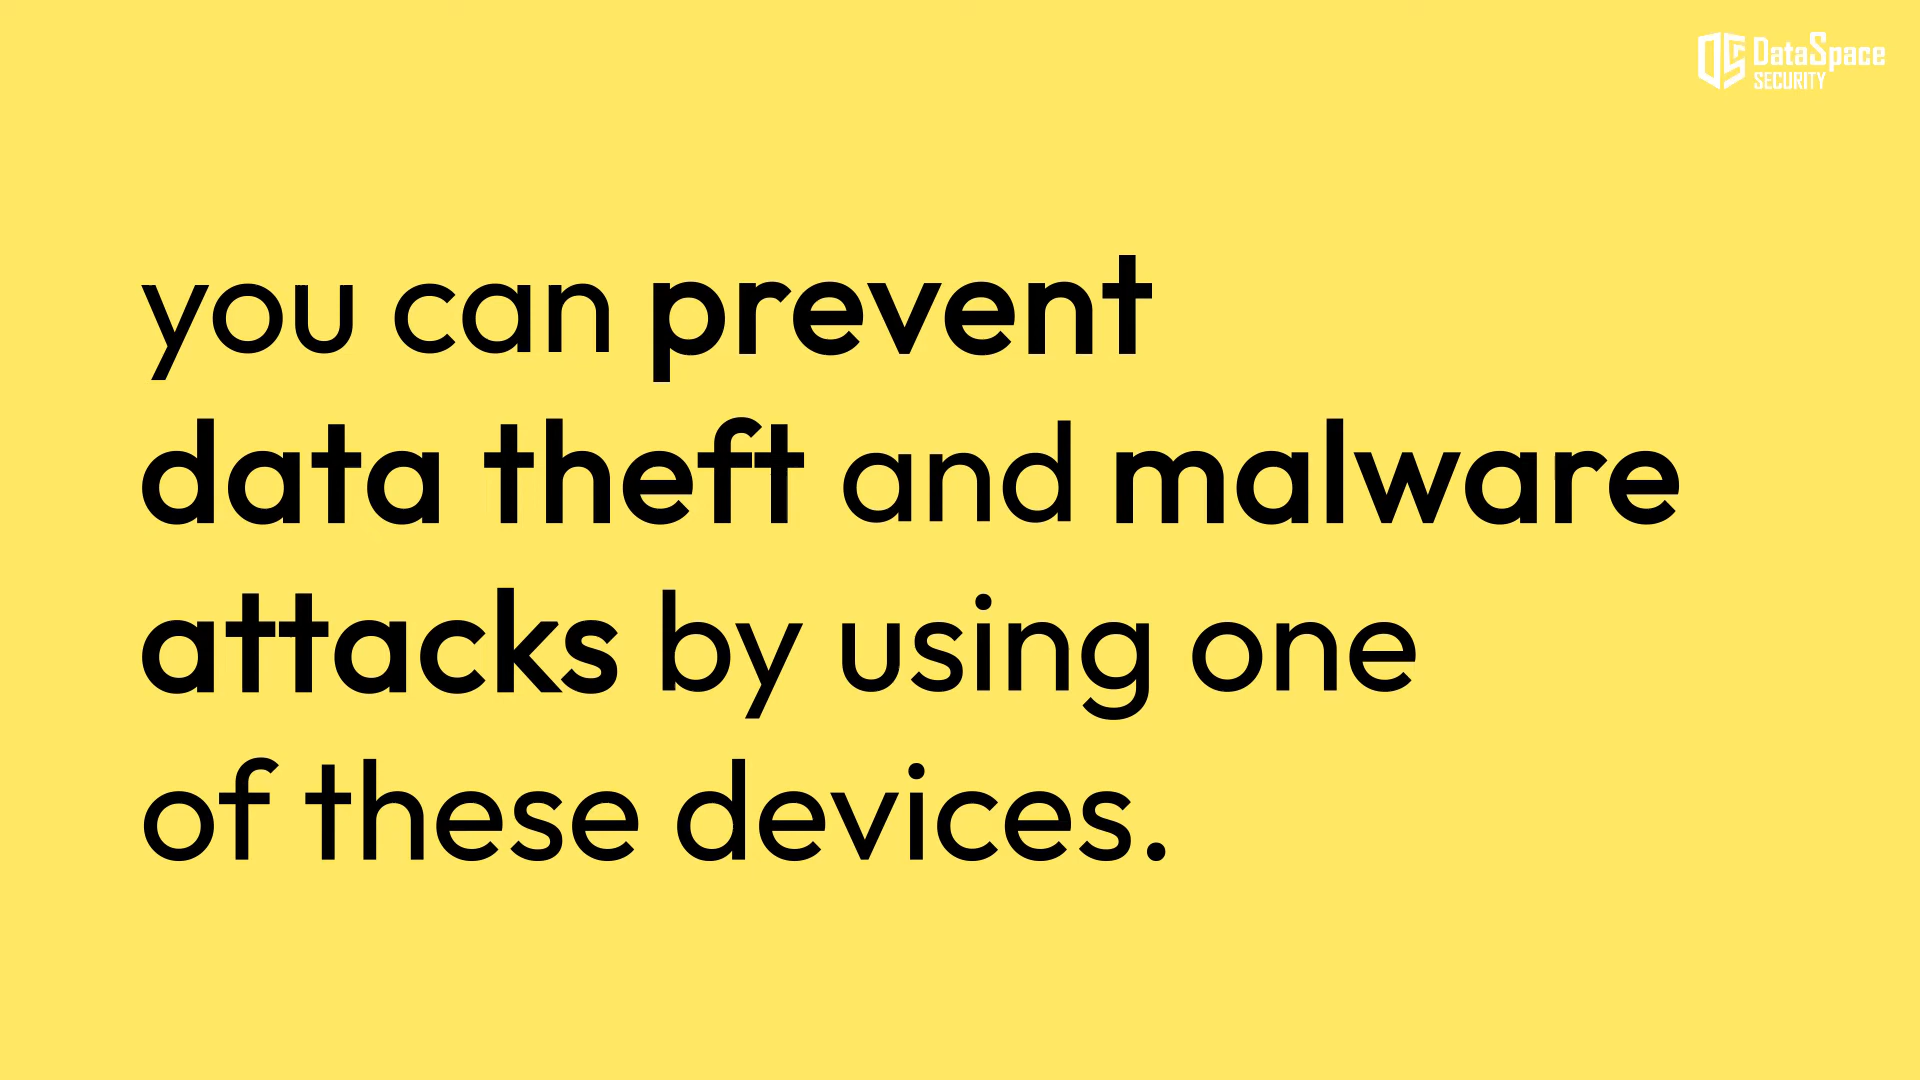 DataSpace
SECURITY
you can prevent
data theft and malware
attacks by using one
of these devices.